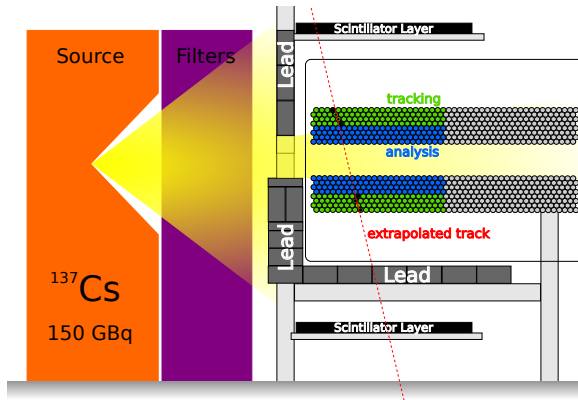 Source
Filters
Scintillator Layer
Lead
tracking
analysis
extrapolated track
Lead
Lead
¹³⁷Cs
150 GBq
Scintillator Layer